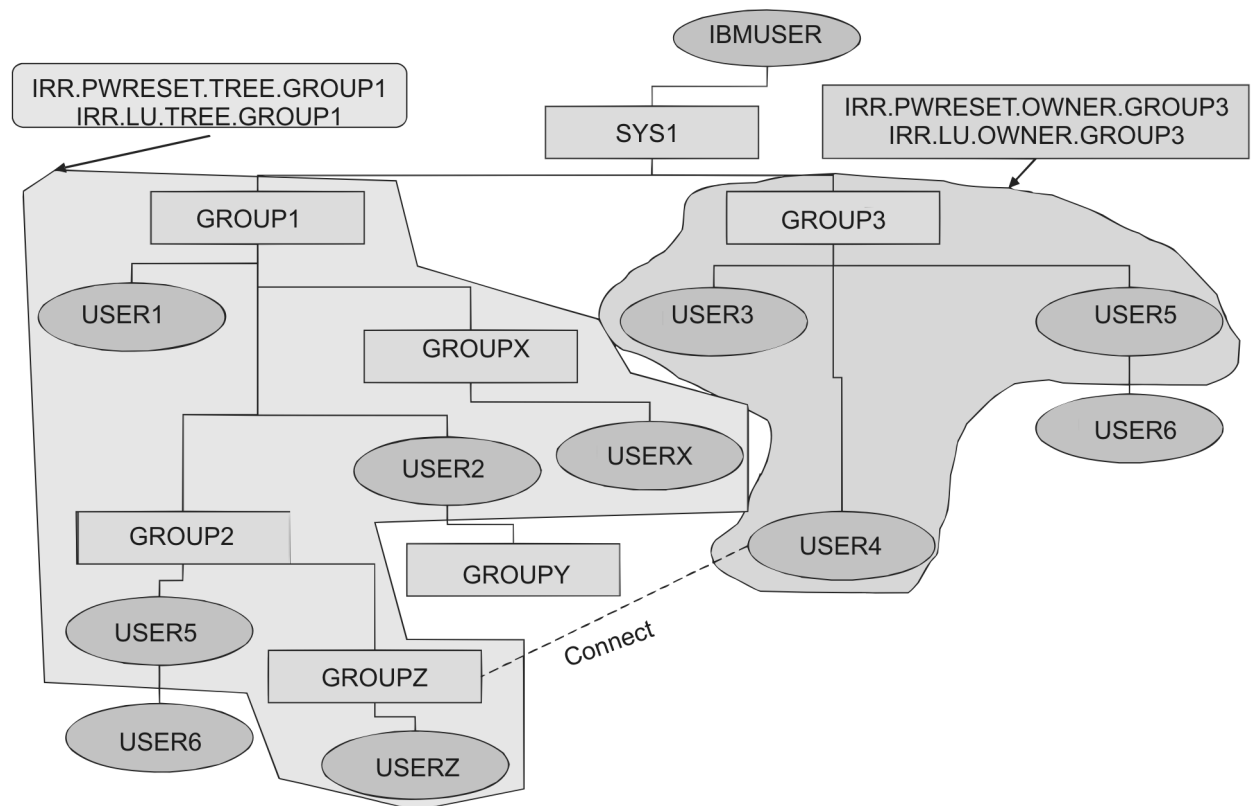 IBMUSER
IRR.PWRESET.TREE.GROUP1
IRR.LU.TREE.GROUP1
SYS1
IRR.PWRESET.OWNER.GROUP3
IRR.LU.OWNER.GROUP3
GROUP1
GROUP3
USER1
USER3
USER5
GROUPX
USER6
USER2
USERX
GROUP2
USER4
GROUPY
USER5
Connect
GROUPZ
USER6
USERZ